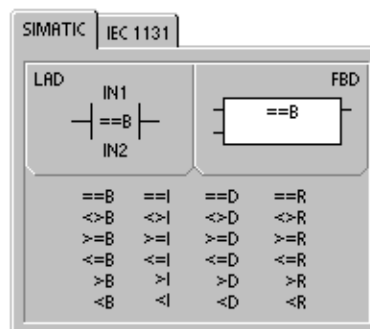 SIMATIC IEC 1131
LAD
IN1
==B
IN2
FBD
==B
==B ==I ==D ==R
<>B <>I <>D <>R
>=B >=I >=D >=R
<=B <=I <=D <=R
>B >I >D >R
<B <I <D <R